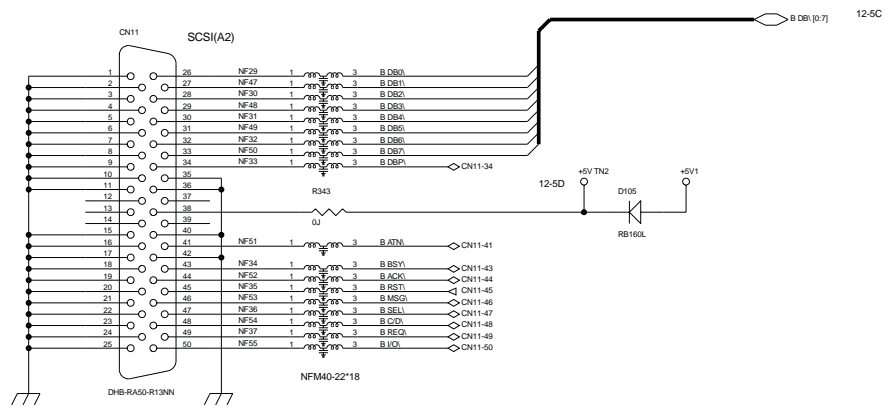 12-5C
B DB\ [0:7]
CN11
SCSI(A2)
1 26 NF29 1 3 B DB0\
2 27 NF47 1 3 B DB1\
3 28 NF30 1 3 B DB2\
4 29 NF48 1 3 B DB3\
5 30 NF31 1 3 B DB4\
6 31 NF49 1 3 B DB5\
7 32 NF32 1 3 B DB6\
8 33 NF50 1 3 B DB7\
9 34 NF33 1 3 B DBP\ CN11-34
10 35
11 36
12 37
13 38
14 39
15 40
R343
0J
12-5D
+5V TN2
+5V1
D105
RB160L
16 41 NF51 1 3 B ATN\ CN11-41
17 42
18 43 NF34 1 3 B BSY\ CN11-43
19 44 NF52 1 3 B ACK\ CN11-44
20 45 NF35 1 3 B RST\ CN11-45
21 46 NF53 1 3 B MSG\ CN11-46
22 47 NF36 1 3 B SEL\ CN11-47
23 48 NF54 1 3 B C/D\ CN11-48
24 49 NF37 1 3 B REQ\ CN11-49
25 50 NF55 1 3 B I/O\ CN11-50
NFM40-22*18
DHB-RA50-R13NN